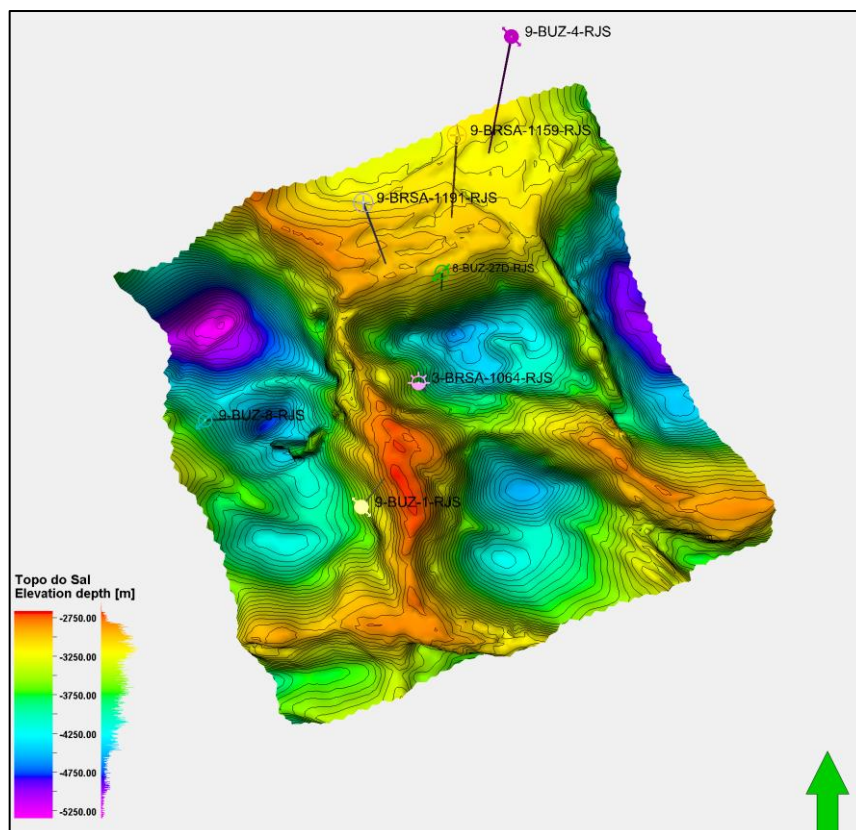 9-BUZ-4-RJS
9-BRSA-1159-RJS
9-BRSA-1191-RJS
8-BUZ-27D-RJS
3-BRSA-1064-RJS
9-BUZ-8-RJS
9-BUZ-1-RJS
Topo do Sal
Elevation depth [m]
-2750.00
-3250.00
-3750.00
-4250.00
-4750.00
-5250.00